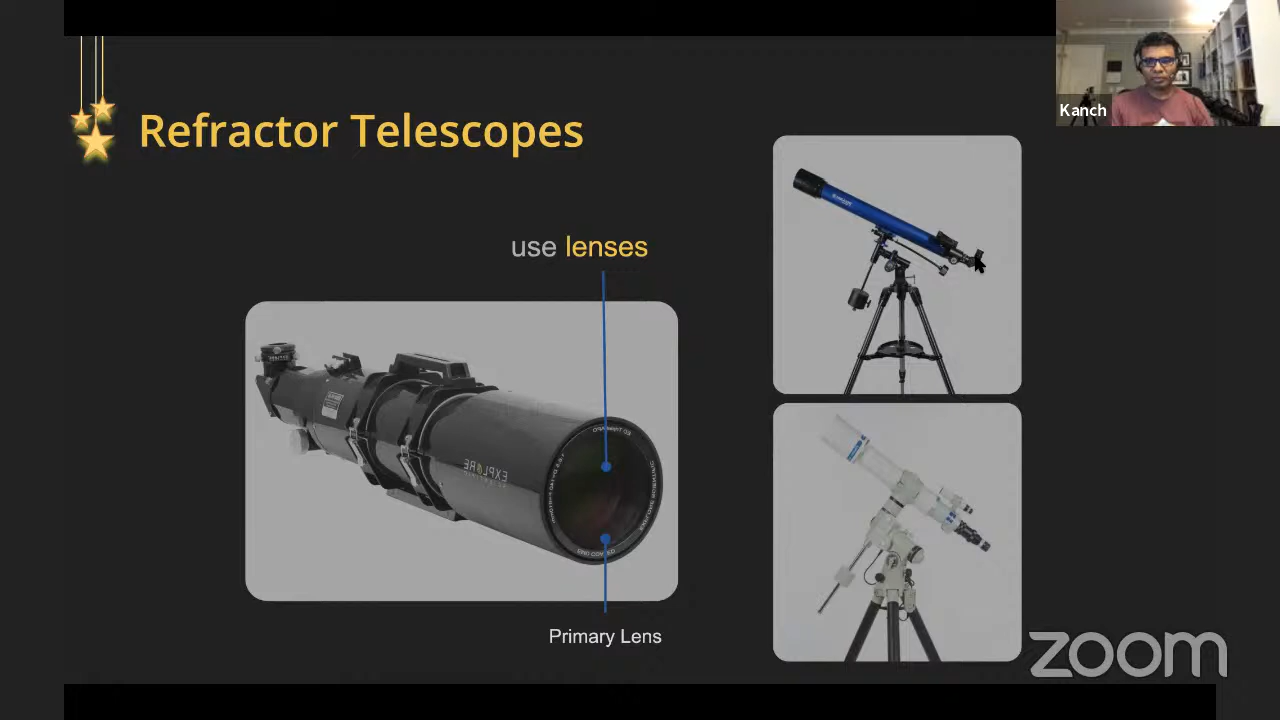 Kanch
Refractor Telescopes
use lenses
Primary Lens
zoom